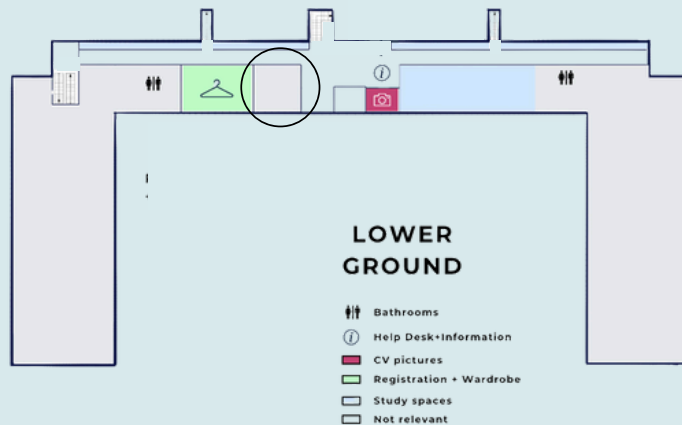 LOWER
GROUND
Bathrooms
Help Desk+Information
CV pictures
Registration + Wardrobe
Study spaces
Not relevant